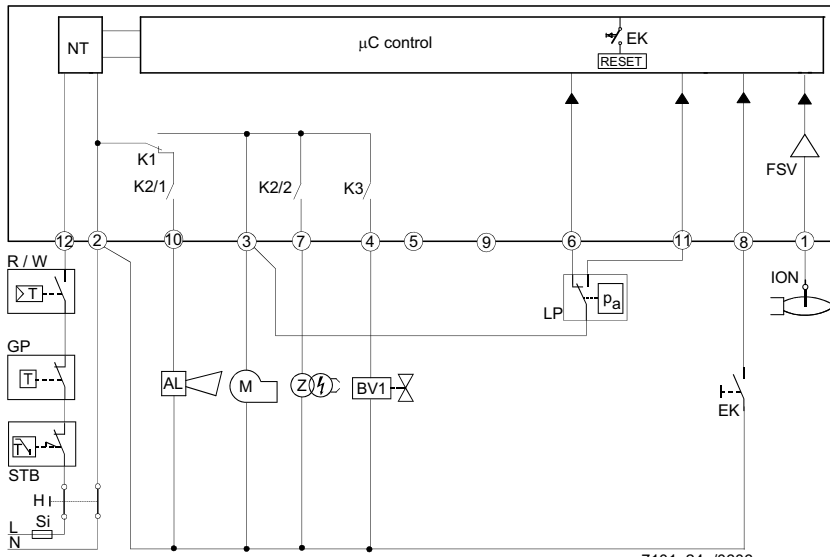 NT
µC control
EK
RESET
K1
K2/1
K2/2
K3
FSV
12
2
10
3
7
4
5
9
6
11
8
1
R / W
T
LP
pa
ION
GP
T
AL
M
Z
BV1
EK
STB
H
L
Si
N